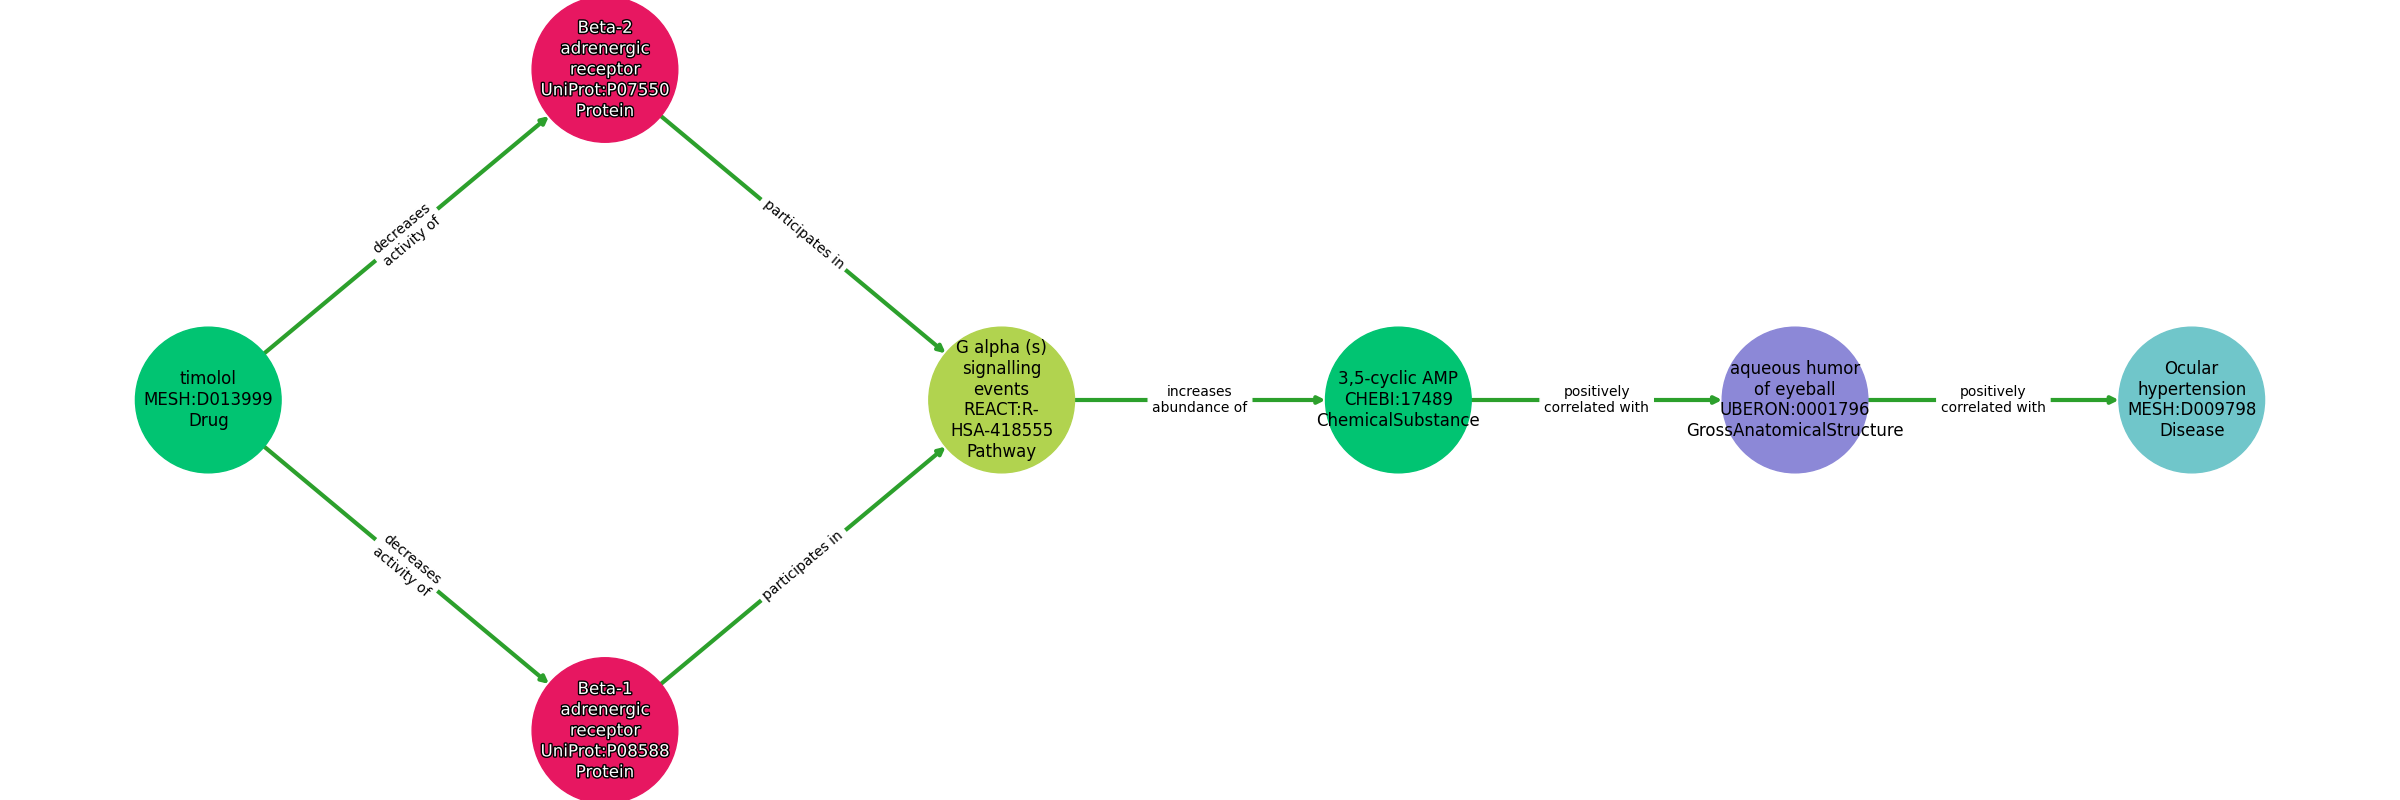 Beta-2
adrenergic
receptor
UniProt:P07550
Protein
decreases
activity of
participates in
timolol
MESH:D013999
Drug
G alpha (s)
signalling
events
REACT:R-
HSA-418555
Pathway
increases
abundance of
3,5-cyclic AMP
CHEBI:17489
ChemicalSubstance
positively
correlated with
aqueous humor
of eyeball
UBERON:0001796
GrossAnatomicalStructure
positively
correlated with
Ocular
hypertension
MESH:D009798
Disease
decreases
activity of
participates in
Beta-1
adrenergic
receptor
UniProt:P08588
Protein